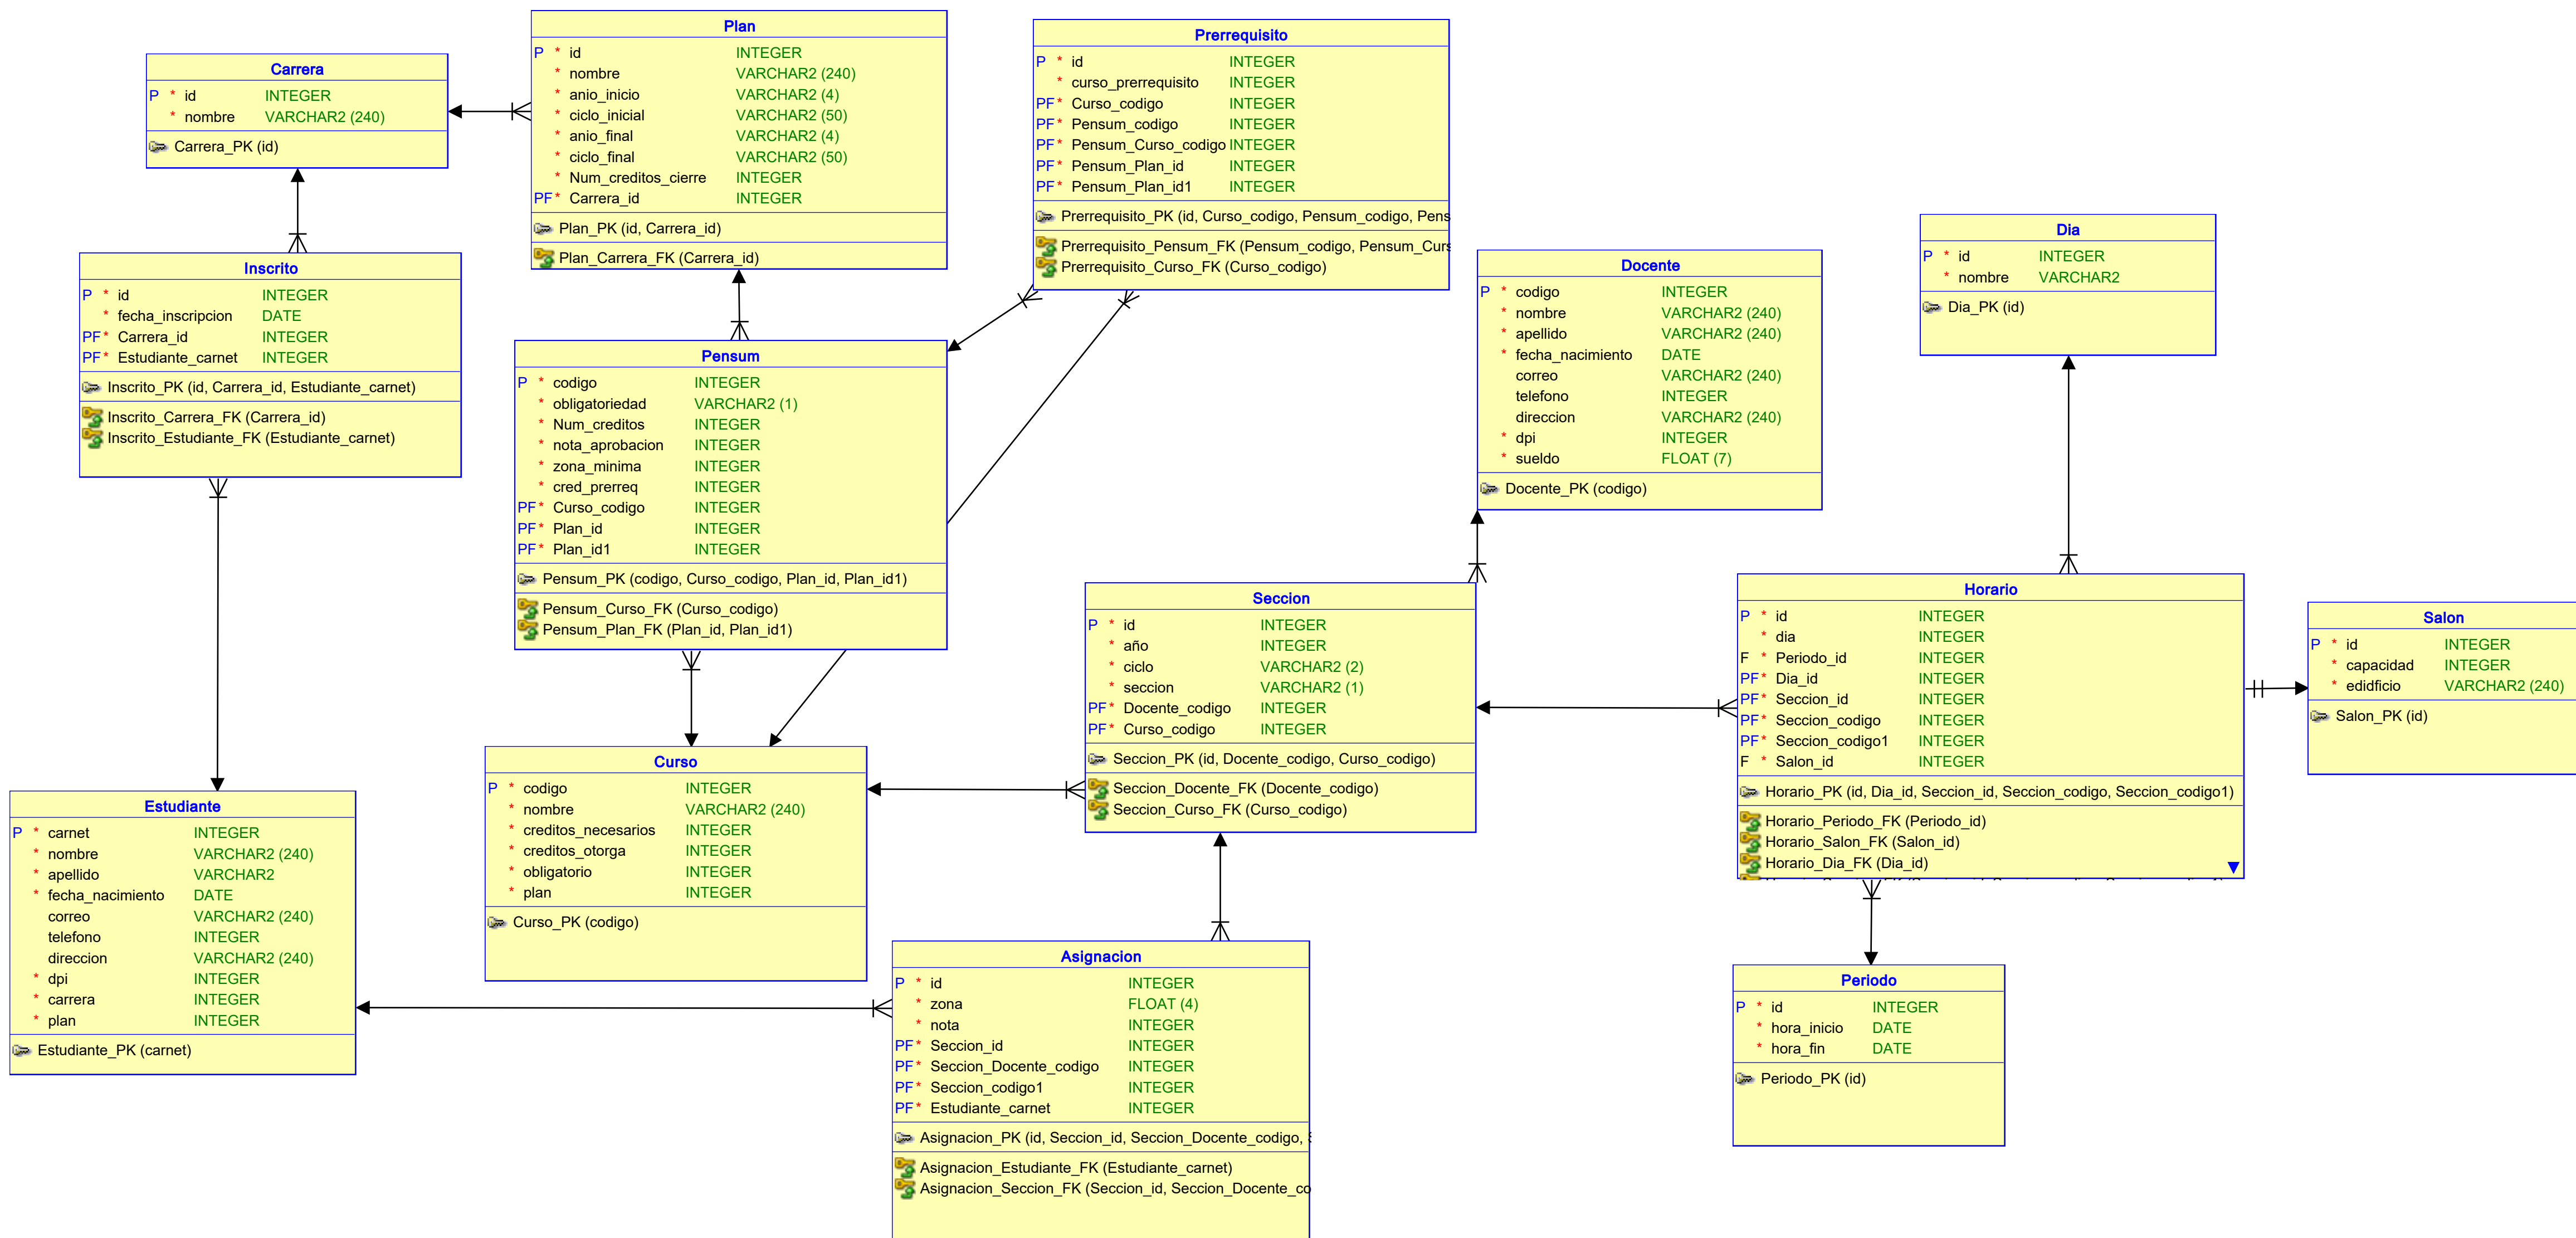 Carrera
P * id INTEGER
* nombre VARCHAR2 (240)
Carrera_PK (id)
Plan
P * id INTEGER
* nombre VARCHAR2 (240)
* anio_inicio VARCHAR2 (4)
* ciclo_inicial VARCHAR2 (50)
* anio_final VARCHAR2 (4)
* ciclo_final VARCHAR2 (50)
* Num_creditos_cierre INTEGER
PF * Carrera_id INTEGER
Plan_PK (id, Carrera_id)
Plan_Carrera_FK (Carrera_id)
Prerrequisito
P * id INTEGER
* curso_prerrequisito INTEGER
PF * Curso_codigo INTEGER
PF * Pensum_codigo INTEGER
PF * Pensum_Curso_codigo INTEGER
PF * Pensum_Plan_id INTEGER
PF * Pensum_Plan_id1 INTEGER
Prerrequisito_PK (id, Curso_codigo, Pensum_codigo, Pens
Prerrequisito_Pensum_FK (Pensum_codigo, Pensum_Curs
Prerrequisito_Curso_FK (Curso_codigo)
Inscrito
P * id INTEGER
* fecha_inscripcion DATE
PF * Carrera_id INTEGER
PF * Estudiante_carnet INTEGER
Inscrito_PK (id, Carrera_id, Estudiante_carnet)
Inscrito_Carrera_FK (Carrera_id)
Inscrito_Estudiante_FK (Estudiante_carnet)
Docente
P * codigo INTEGER
* nombre VARCHAR2 (240)
* apellido VARCHAR2 (240)
* fecha_nacimiento DATE
correo VARCHAR2 (240)
telefono INTEGER
direccion VARCHAR2 (240)
* dpi INTEGER
* sueldo FLOAT (7)
Docente_PK (codigo)
Dia
P * id INTEGER
* nombre VARCHAR2
Dia_PK (id)
Pensum
P * codigo INTEGER
* obligatoriedad VARCHAR2 (1)
* Num_creditos INTEGER
* nota_aprobacion INTEGER
* zona_minima INTEGER
* cred_prerreq INTEGER
PF * Curso_codigo INTEGER
PF * Plan_id INTEGER
PF * Plan_id1 INTEGER
Pensum_PK (codigo, Curso_codigo, Plan_id, Plan_id1)
Pensum_Curso_FK (Curso_codigo)
Pensum_Plan_FK (Plan_id, Plan_id1)
Seccion
P * id INTEGER
* año INTEGER
* ciclo VARCHAR2 (2)
* seccion VARCHAR2 (1)
PF * Docente_codigo INTEGER
PF * Curso_codigo INTEGER
Seccion_PK (id, Docente_codigo, Curso_codigo)
Seccion_Docente_FK (Docente_codigo)
Seccion_Curso_FK (Curso_codigo)
Horario
P * id INTEGER
* dia INTEGER
F * Periodo_id INTEGER
PF * Dia_id INTEGER
PF * Seccion_id INTEGER
PF * Seccion_codigo INTEGER
PF * Seccion_codigo1 INTEGER
F * Salon_id INTEGER
Horario_PK (id, Dia_id, Seccion_id, Seccion_codigo, Seccion_codigo1)
Horario_Periodo_FK (Periodo_id)
Horario_Salon_FK (Salon_id)
Horario_Dia_FK (Dia_id)
Salon
P * id INTEGER
* capacidad INTEGER
* edidficio VARCHAR2 (240)
Salon_PK (id)
Curso
P * codigo INTEGER
* nombre VARCHAR2 (240)
* creditos_necesarios INTEGER
* creditos_otorga INTEGER
* obligatorio INTEGER
* plan INTEGER
Curso_PK (codigo)
Estudiante
P * carnet INTEGER
* nombre VARCHAR2 (240)
* apellido VARCHAR2
* fecha_nacimiento DATE
correo VARCHAR2 (240)
telefono INTEGER
direccion VARCHAR2 (240)
* dpi INTEGER
* carrera INTEGER
* plan INTEGER
Estudiante_PK (carnet)
Asignacion
P * id INTEGER
* zona FLOAT (4)
* nota INTEGER
PF * Seccion_id INTEGER
PF * Seccion_Docente_codigo INTEGER
PF * Seccion_codigo1 INTEGER
PF * Estudiante_carnet INTEGER
Asignacion_PK (id, Seccion_id, Seccion_Docente_codigo,
Asignacion_Estudiante_FK (Estudiante_carnet)
Asignacion_Seccion_FK (Seccion_id, Seccion_Docente_co
Periodo
P * id INTEGER
* hora_inicio DATE
* hora_fin DATE
Periodo_PK (id)